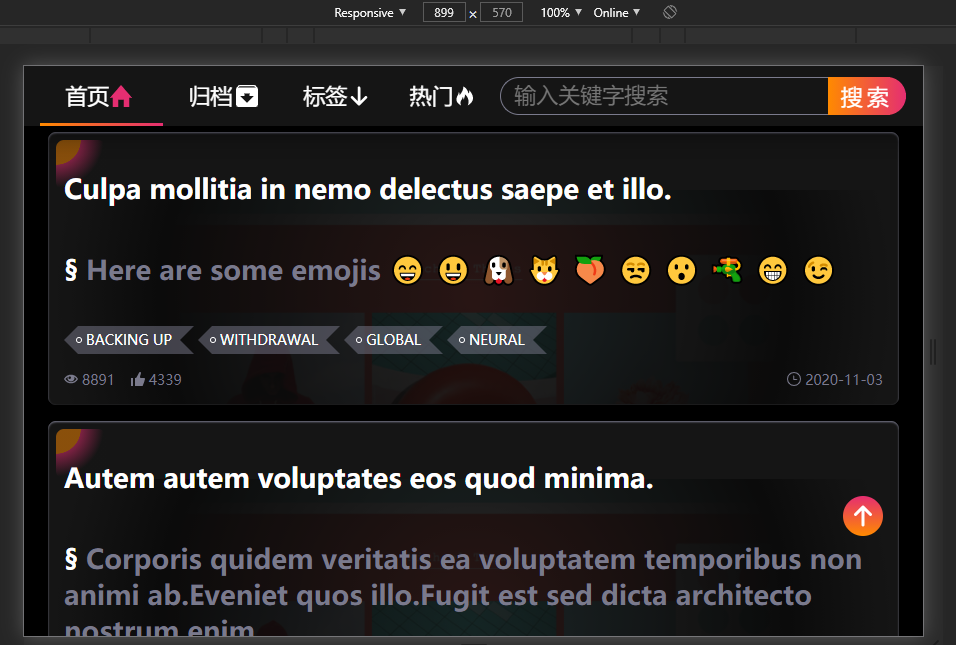 Responsive ▼ 899 × 570 100% ▼ Online ▼
首页 归档 标签 热门 输入关键字搜索 搜索
Culpa mollitia in nemo delectus saepe et illo.
§ Here are some emojis 😄 😃 🐶 🐱 🍑 😒 😮 🔫 😁 😉
BACKING UP WITHDRAWAL GLOBAL NEURAL
8891 4339 2020-11-03
Autem autem voluptates eos quod minima.
§ Corporis quidem veritatis ea voluptatem temporibus non
animi ab.Eveniet quos illo.Fugit est sed dicta architecto
nostrum enim